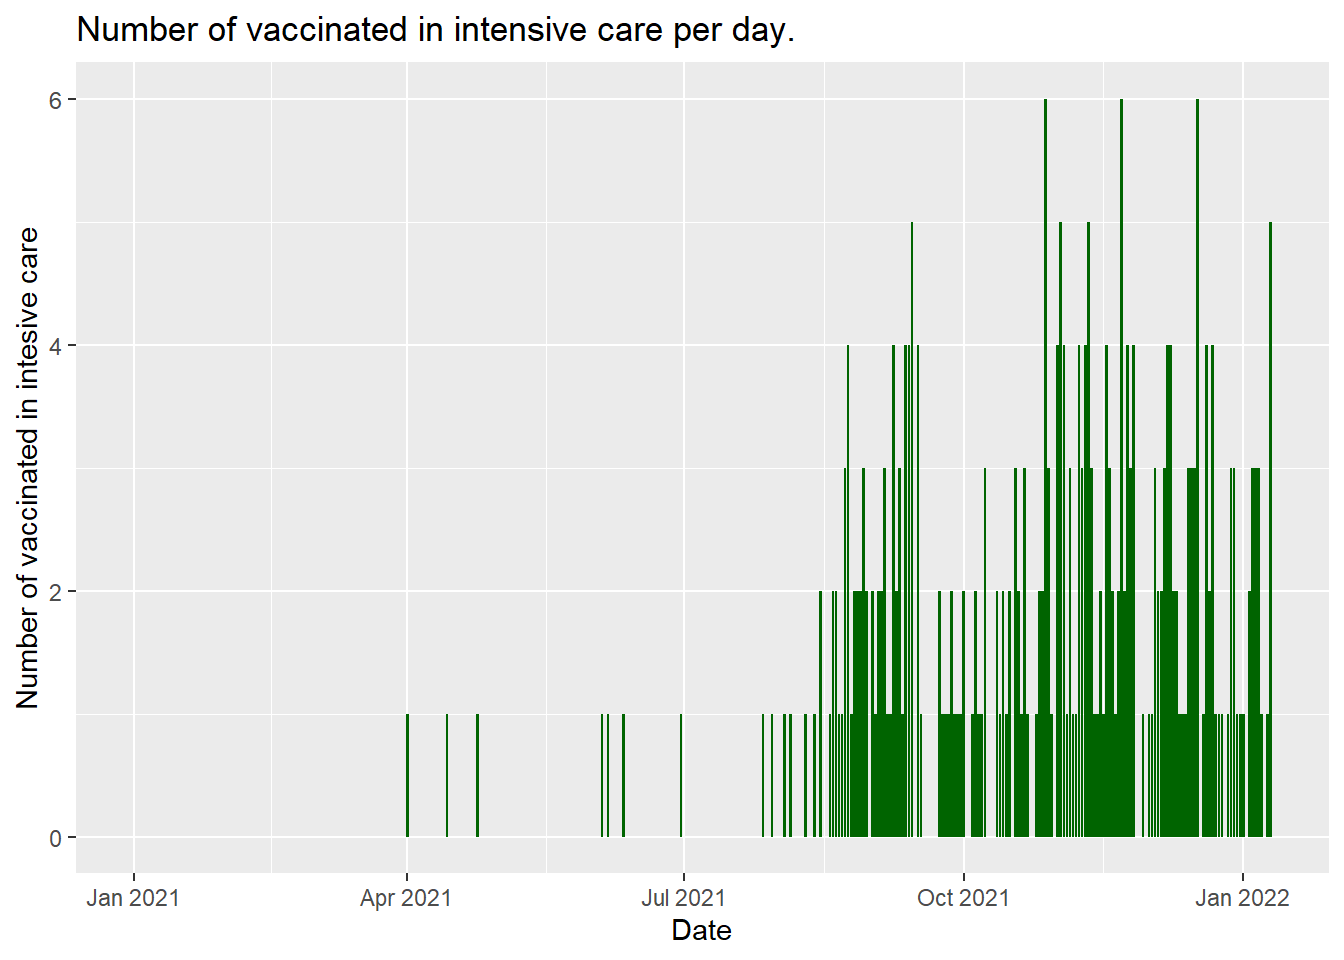 Number of vaccinated in intensive care per day.
Number of vaccinated in intesive care
6
4
2
0
Jan 2021
Apr 2021
Jul 2021
Oct 2021
Jan 2022
Date